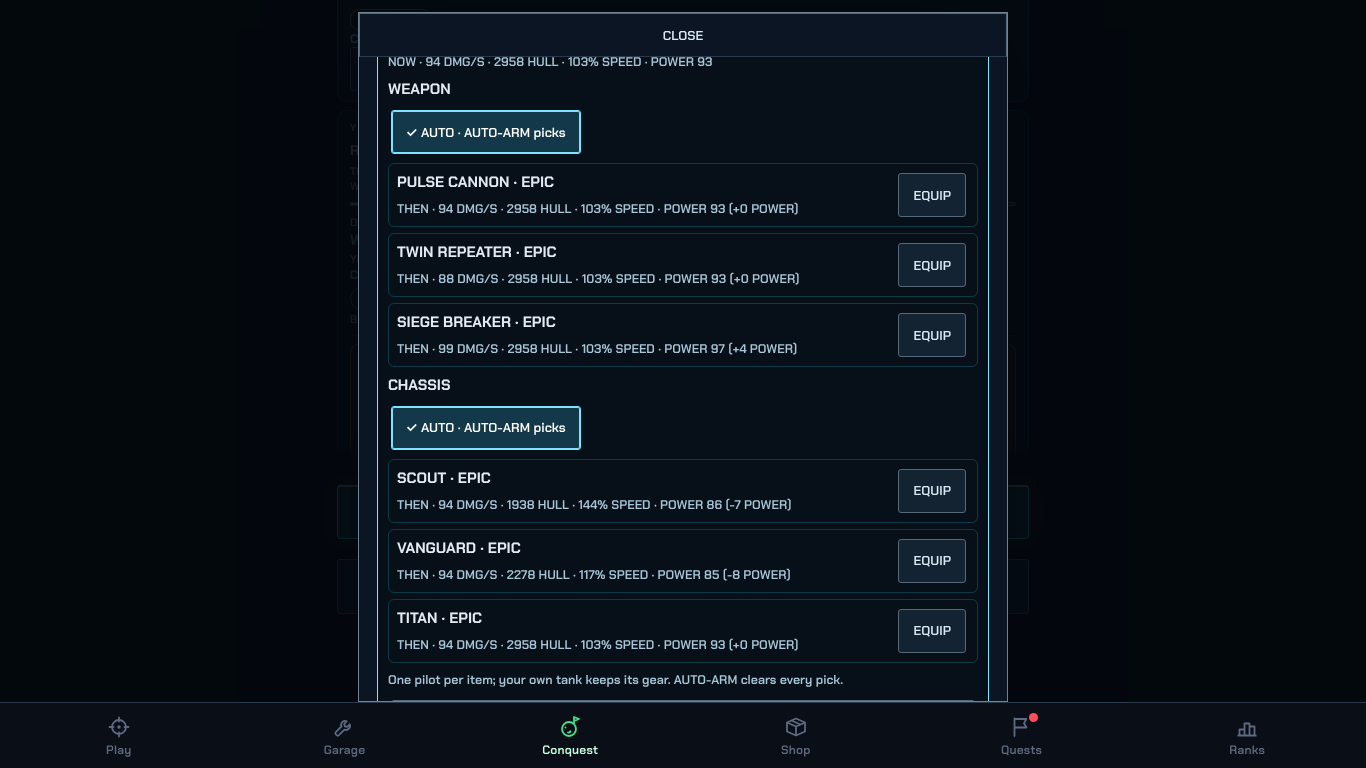 CLOSE
NOW · 94 DMG/S · 2958 HULL · 103% SPEED · POWER 93
WEAPON
✓ AUTO · AUTO-ARM picks
PULSE CANNON · EPIC
THEN · 94 DMG/S · 2958 HULL · 103% SPEED · POWER 93 (+0 POWER)
EQUIP
TWIN REPEATER · EPIC
THEN · 88 DMG/S · 2958 HULL · 103% SPEED · POWER 93 (+0 POWER)
EQUIP
SIEGE BREAKER · EPIC
THEN · 99 DMG/S · 2958 HULL · 103% SPEED · POWER 97 (+4 POWER)
EQUIP
CHASSIS
✓ AUTO · AUTO-ARM picks
SCOUT · EPIC
THEN · 94 DMG/S · 1938 HULL · 144% SPEED · POWER 86 (-7 POWER)
EQUIP
VANGUARD · EPIC
THEN · 94 DMG/S · 2278 HULL · 117% SPEED · POWER 85 (-8 POWER)
EQUIP
TITAN · EPIC
THEN · 94 DMG/S · 2958 HULL · 103% SPEED · POWER 93 (+0 POWER)
EQUIP
One pilot per item; your own tank keeps its gear. AUTO-ARM clears every pick.
Play
Garage
Conquest
Shop
Quests
Ranks